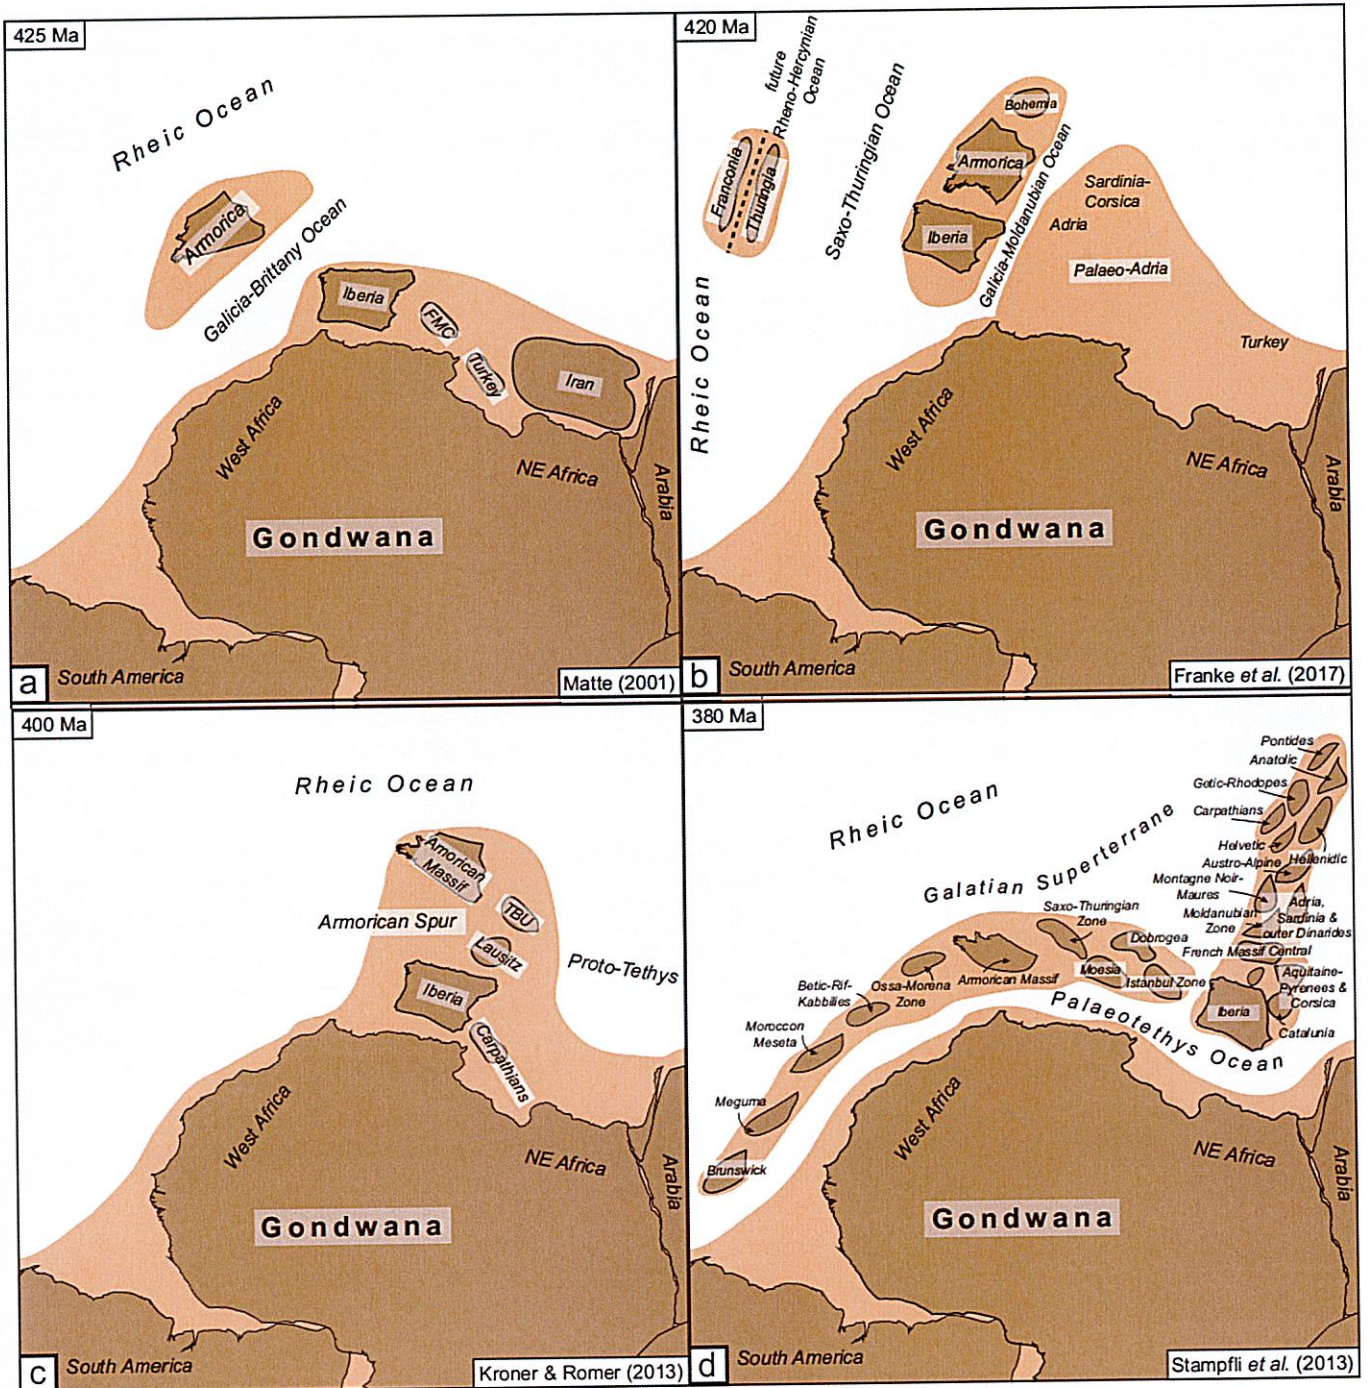 425 Ma
Rheic Ocean
Armorica
Galicia-Brittany Ocean
Iberia
FMC
Turkey
Iran
West Africa
NE Africa
Arabia
Gondwana
South America
a
Matte (2001)
420 Ma
future
Rheno-Hercynian
Ocean
Saxo-Thuringian Ocean
Franconia
Thuringia
Bohemia
Armorica
Iberia
Galicia-Moldanubian Ocean
Sardinia-
Corsica
Adria
Palaeo-Adria
Turkey
Rheic Ocean
West Africa
NE Africa
Arabia
Gondwana
South America
b
Franke et al. (2017)
400 Ma
Rheic Ocean
Amorican
Massif
Armorican Spur
TBU
Lausitz
Proto-Tethys
Iberia
Carpathians
West Africa
NE Africa
Arabia
Gondwana
South America
c
Kroner & Romer (2013)
380 Ma
Rheic Ocean
Galatian Superterrane
Pontides
Anatolic
Getic-Rhodopes
Carpathians
Helvetic
Austro-Alpine
Hellenidic
Montagne Noir-
Maures
Moldanubian
Zone
Adria,
Sardinia &
outer Dinarides
French Massif Central
Aquitaine-
Pyrenees &
Corsica
Catalunia
Iberia
Saxo-Thuringian
Zone
Dobrogea
Moesia
Istanbul Zone
Armorican Massif
Ossa-Morena
Zone
Betic-Rif-
Kabbilies
Moroccon
Meseta
Meguma
Brunswick
Palaeotethys Ocean
West Africa
NE Africa
Arabia
Gondwana
South America
d
Stampfli et al. (2013)